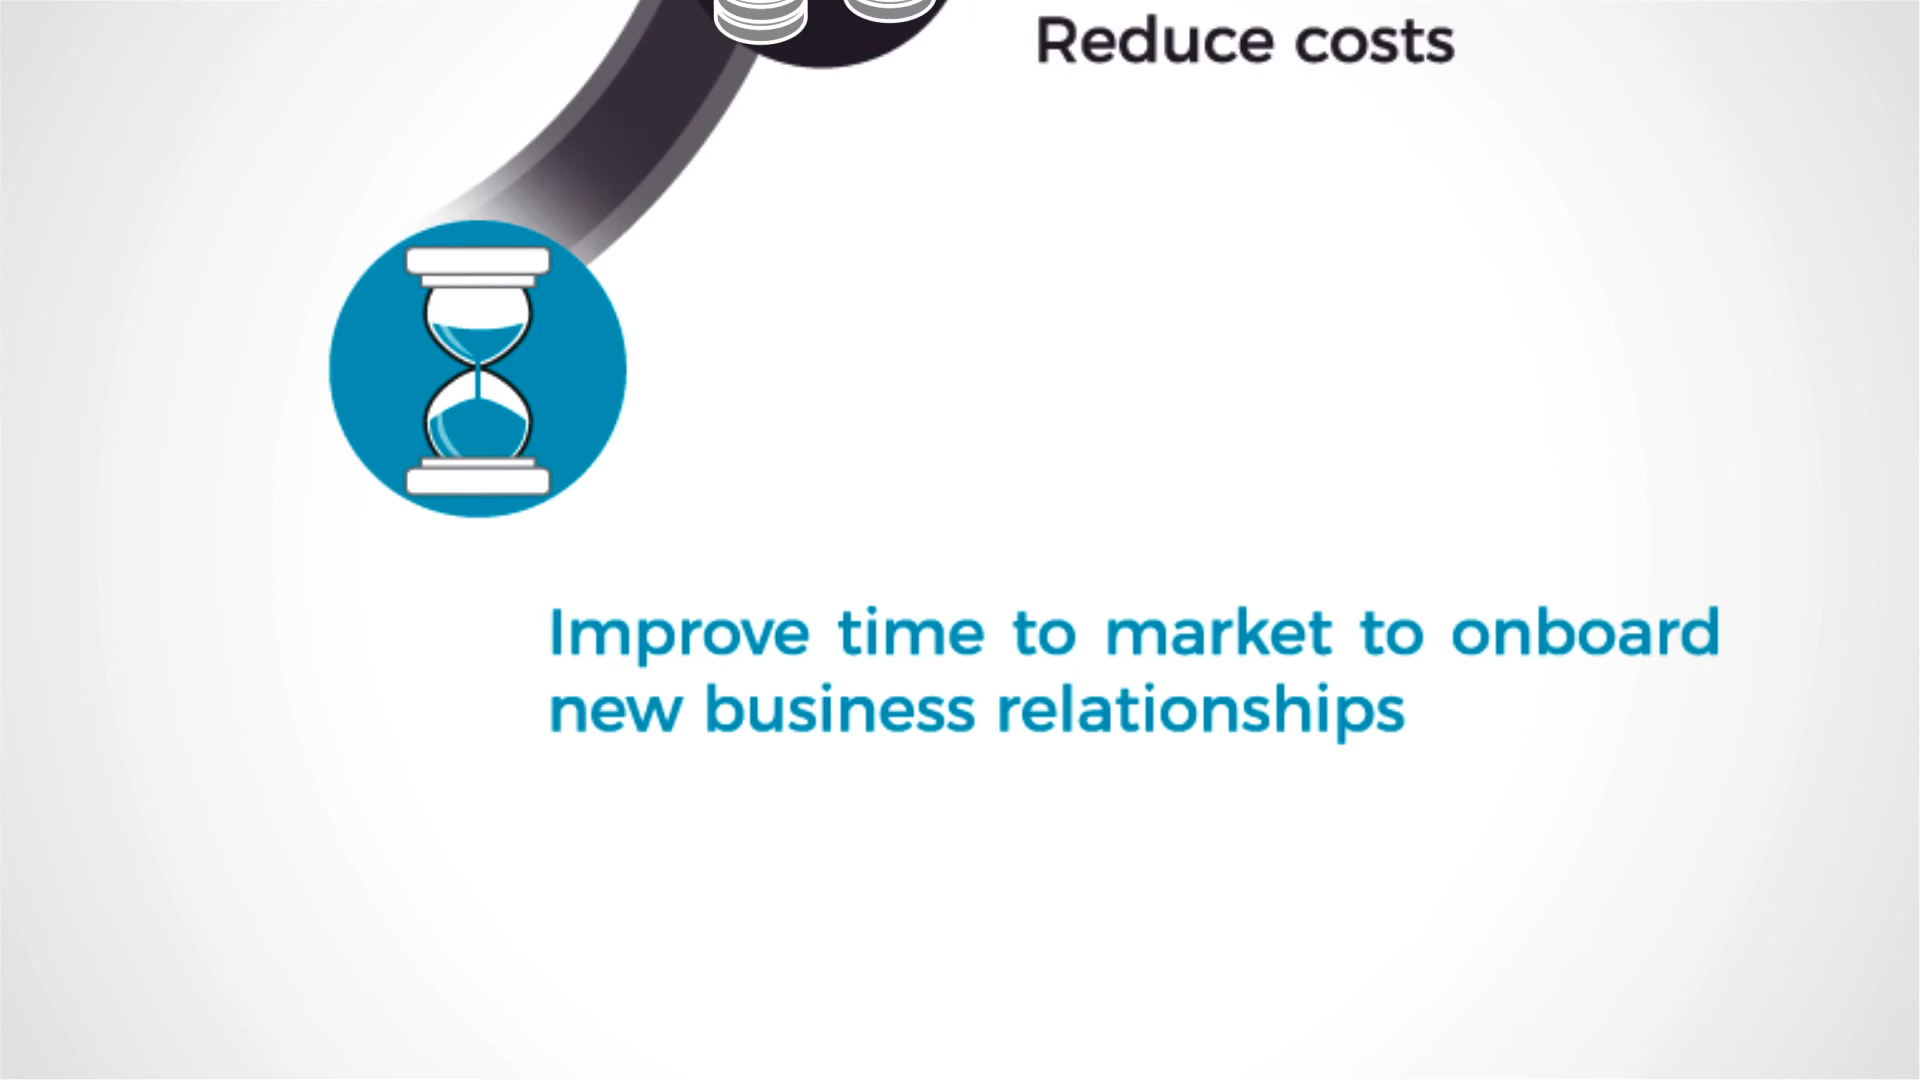 Reduce costs
Improve time to market to onboard
new business relationships